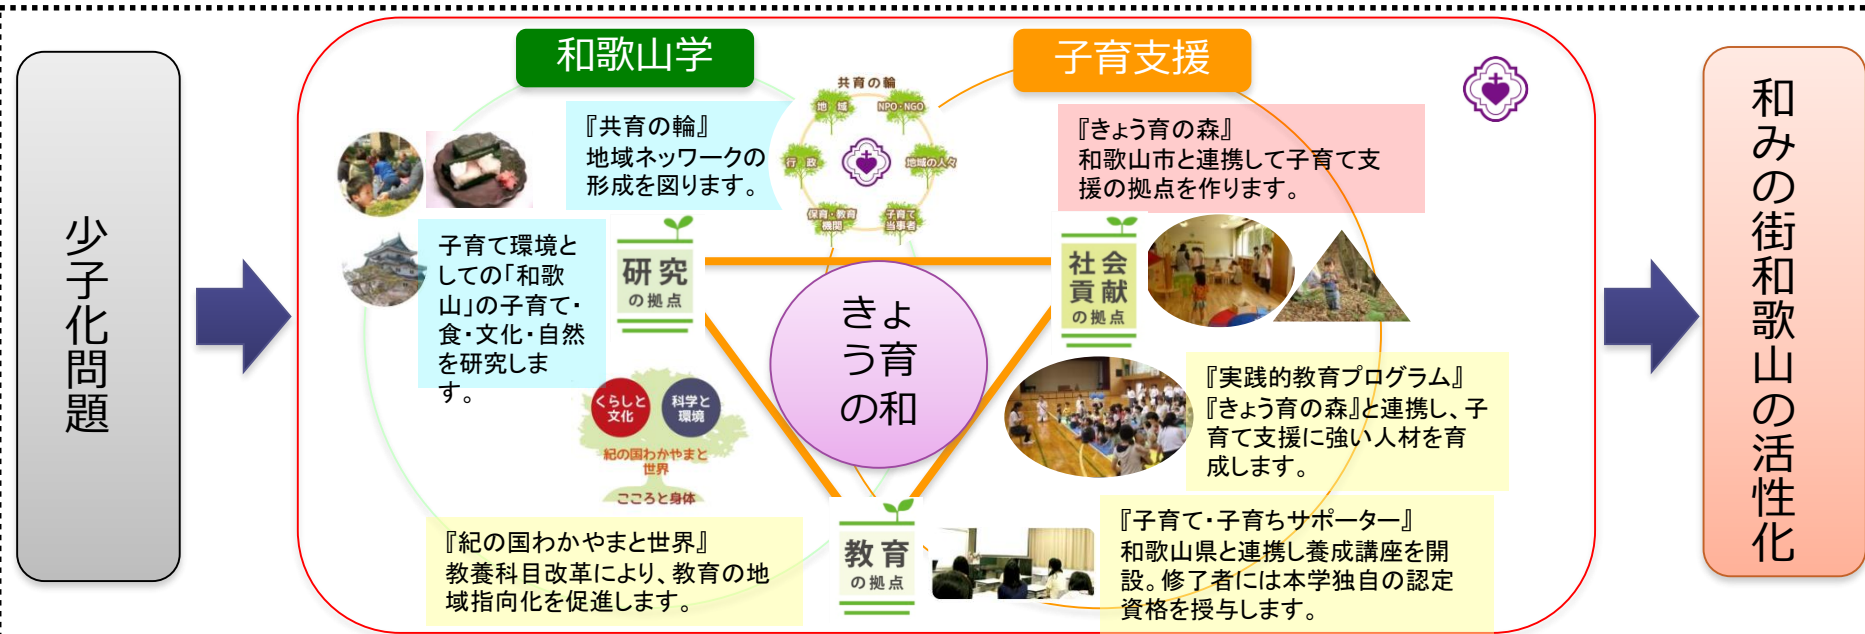 少子化問題
和歌山学
子育支援
共育の輪
地 域
NPO・NGO
行 政
地域の人々
保育・教育
機関
子育て
当事者
『共育の輪』
地域ネッワークの
形成を図ります。
『きょう育の森』
和歌山市と連携して子育て支
援の拠点を作ります。
子育て環境と
しての「和歌
山」の子育て・
食・文化・自然
を研究しま
す。
研究
の拠点
社会
貢献
の拠点
きょ
う育
の和
くらしと
文化
科学と
環境
紀の国わかやまと
世界
こころと身体
『実践的教育プログラム』
『きょう育の森』と連携し、子
育て支援に強い人材を育
成します。
『紀の国わかやまと世界』
教養科目改革により、教育の地
域指向化を促進します。
教育
の拠点
『子育て・子育ちサポーター』
和歌山県と連携し養成講座を開
設。修了者には本学独自の認定
資格を授与します。
和みの街和歌山の活性化